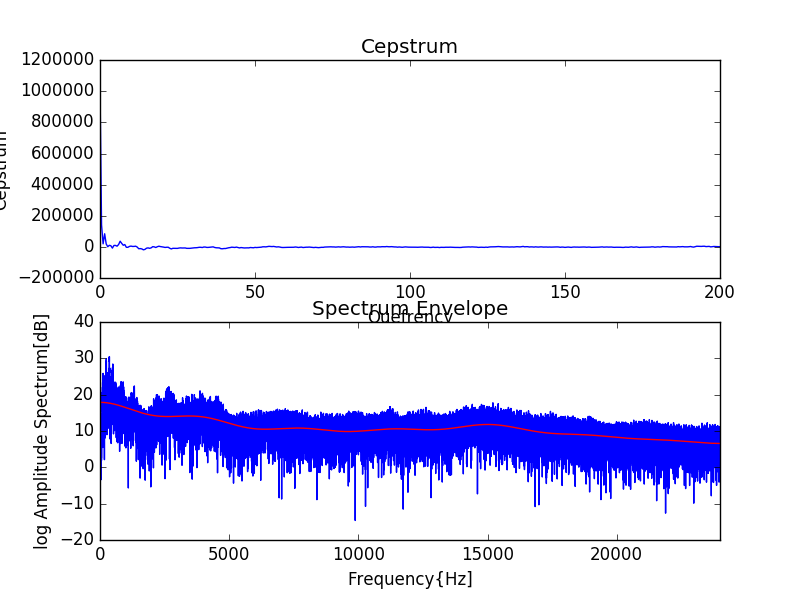 Cepstrum
1200000
1000000
800000
600000
400000
200000
0
−200000
Cepstrum
0 50 100 150 200
Quefrency
Spectrum Envelope
40
30
20
10
0
−10
−20
log Amplitude Spectrum[dB]
0 5000 10000 15000 20000
Frequency{Hz]